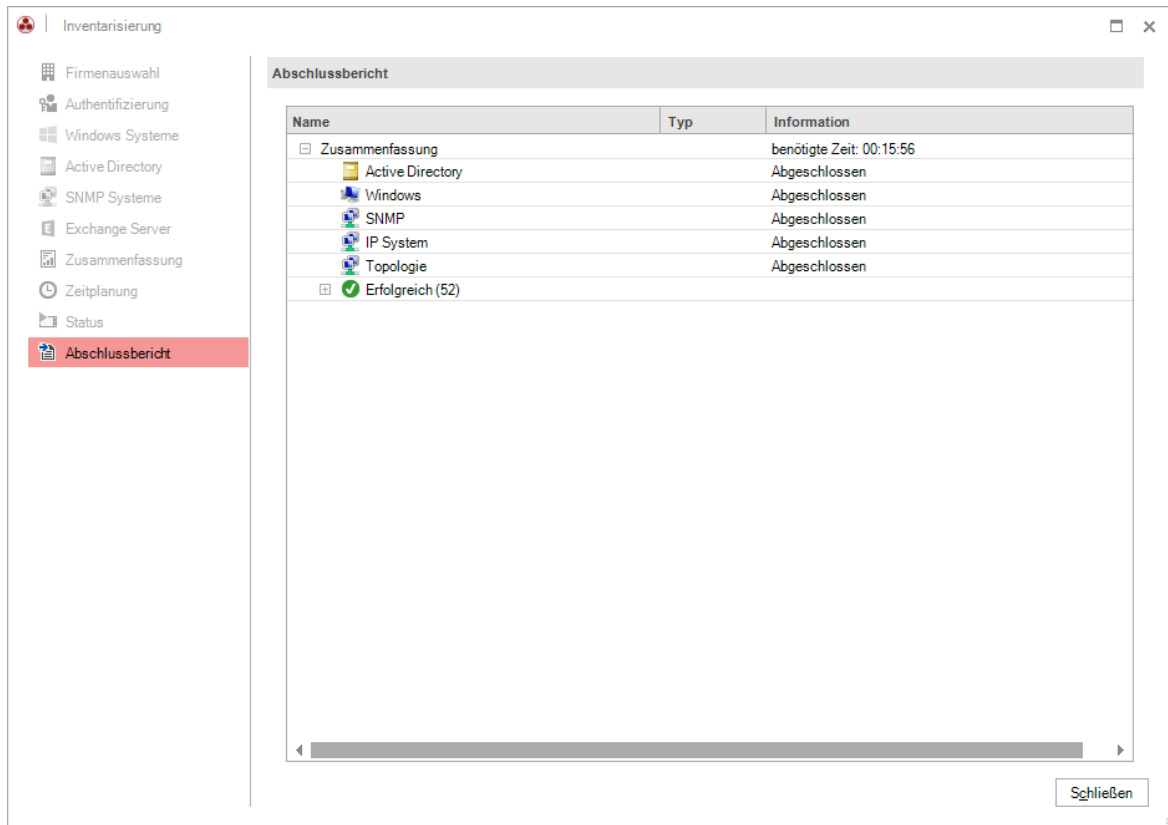 Inventarisierung
Firmenauswahl
Authentifizierung
Windows Systeme
Active Directory
SNMP Systeme
Exchange Server
Zusammenfassung
Zeitplanung
Status
Abschlussbericht
Abschlussbericht
Name Typ Information
Zusammenfassung benötigte Zeit: 00:15:56
Active Directory Abgeschlossen
Windows Abgeschlossen
SNMP Abgeschlossen
IP System Abgeschlossen
Topologie Abgeschlossen
Erfolgreich (52)
Schließen